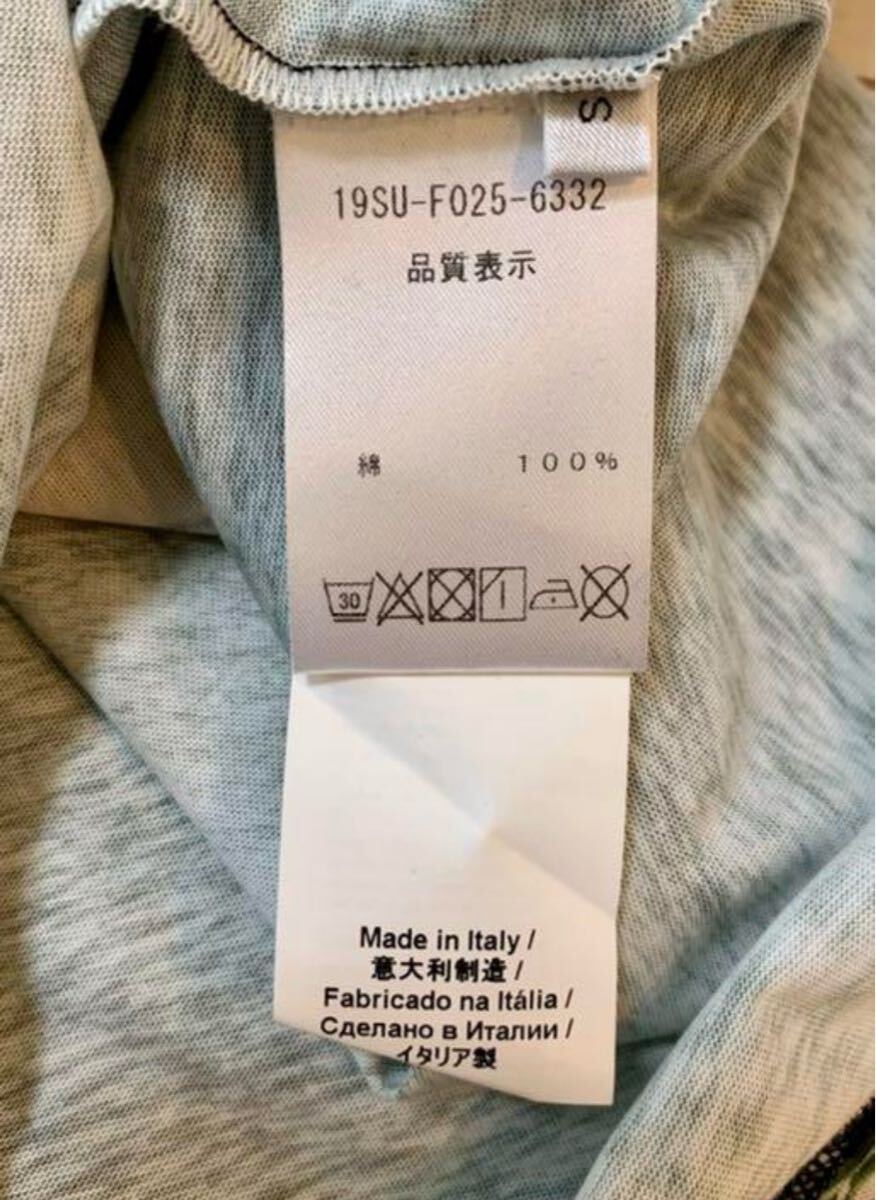 S
19SU-F025-6332
品質表示
綿 100%
30
Made in Italy /
意大利制造 /
Fabricado na Itália /
Сделано в Италии /
イタリア製